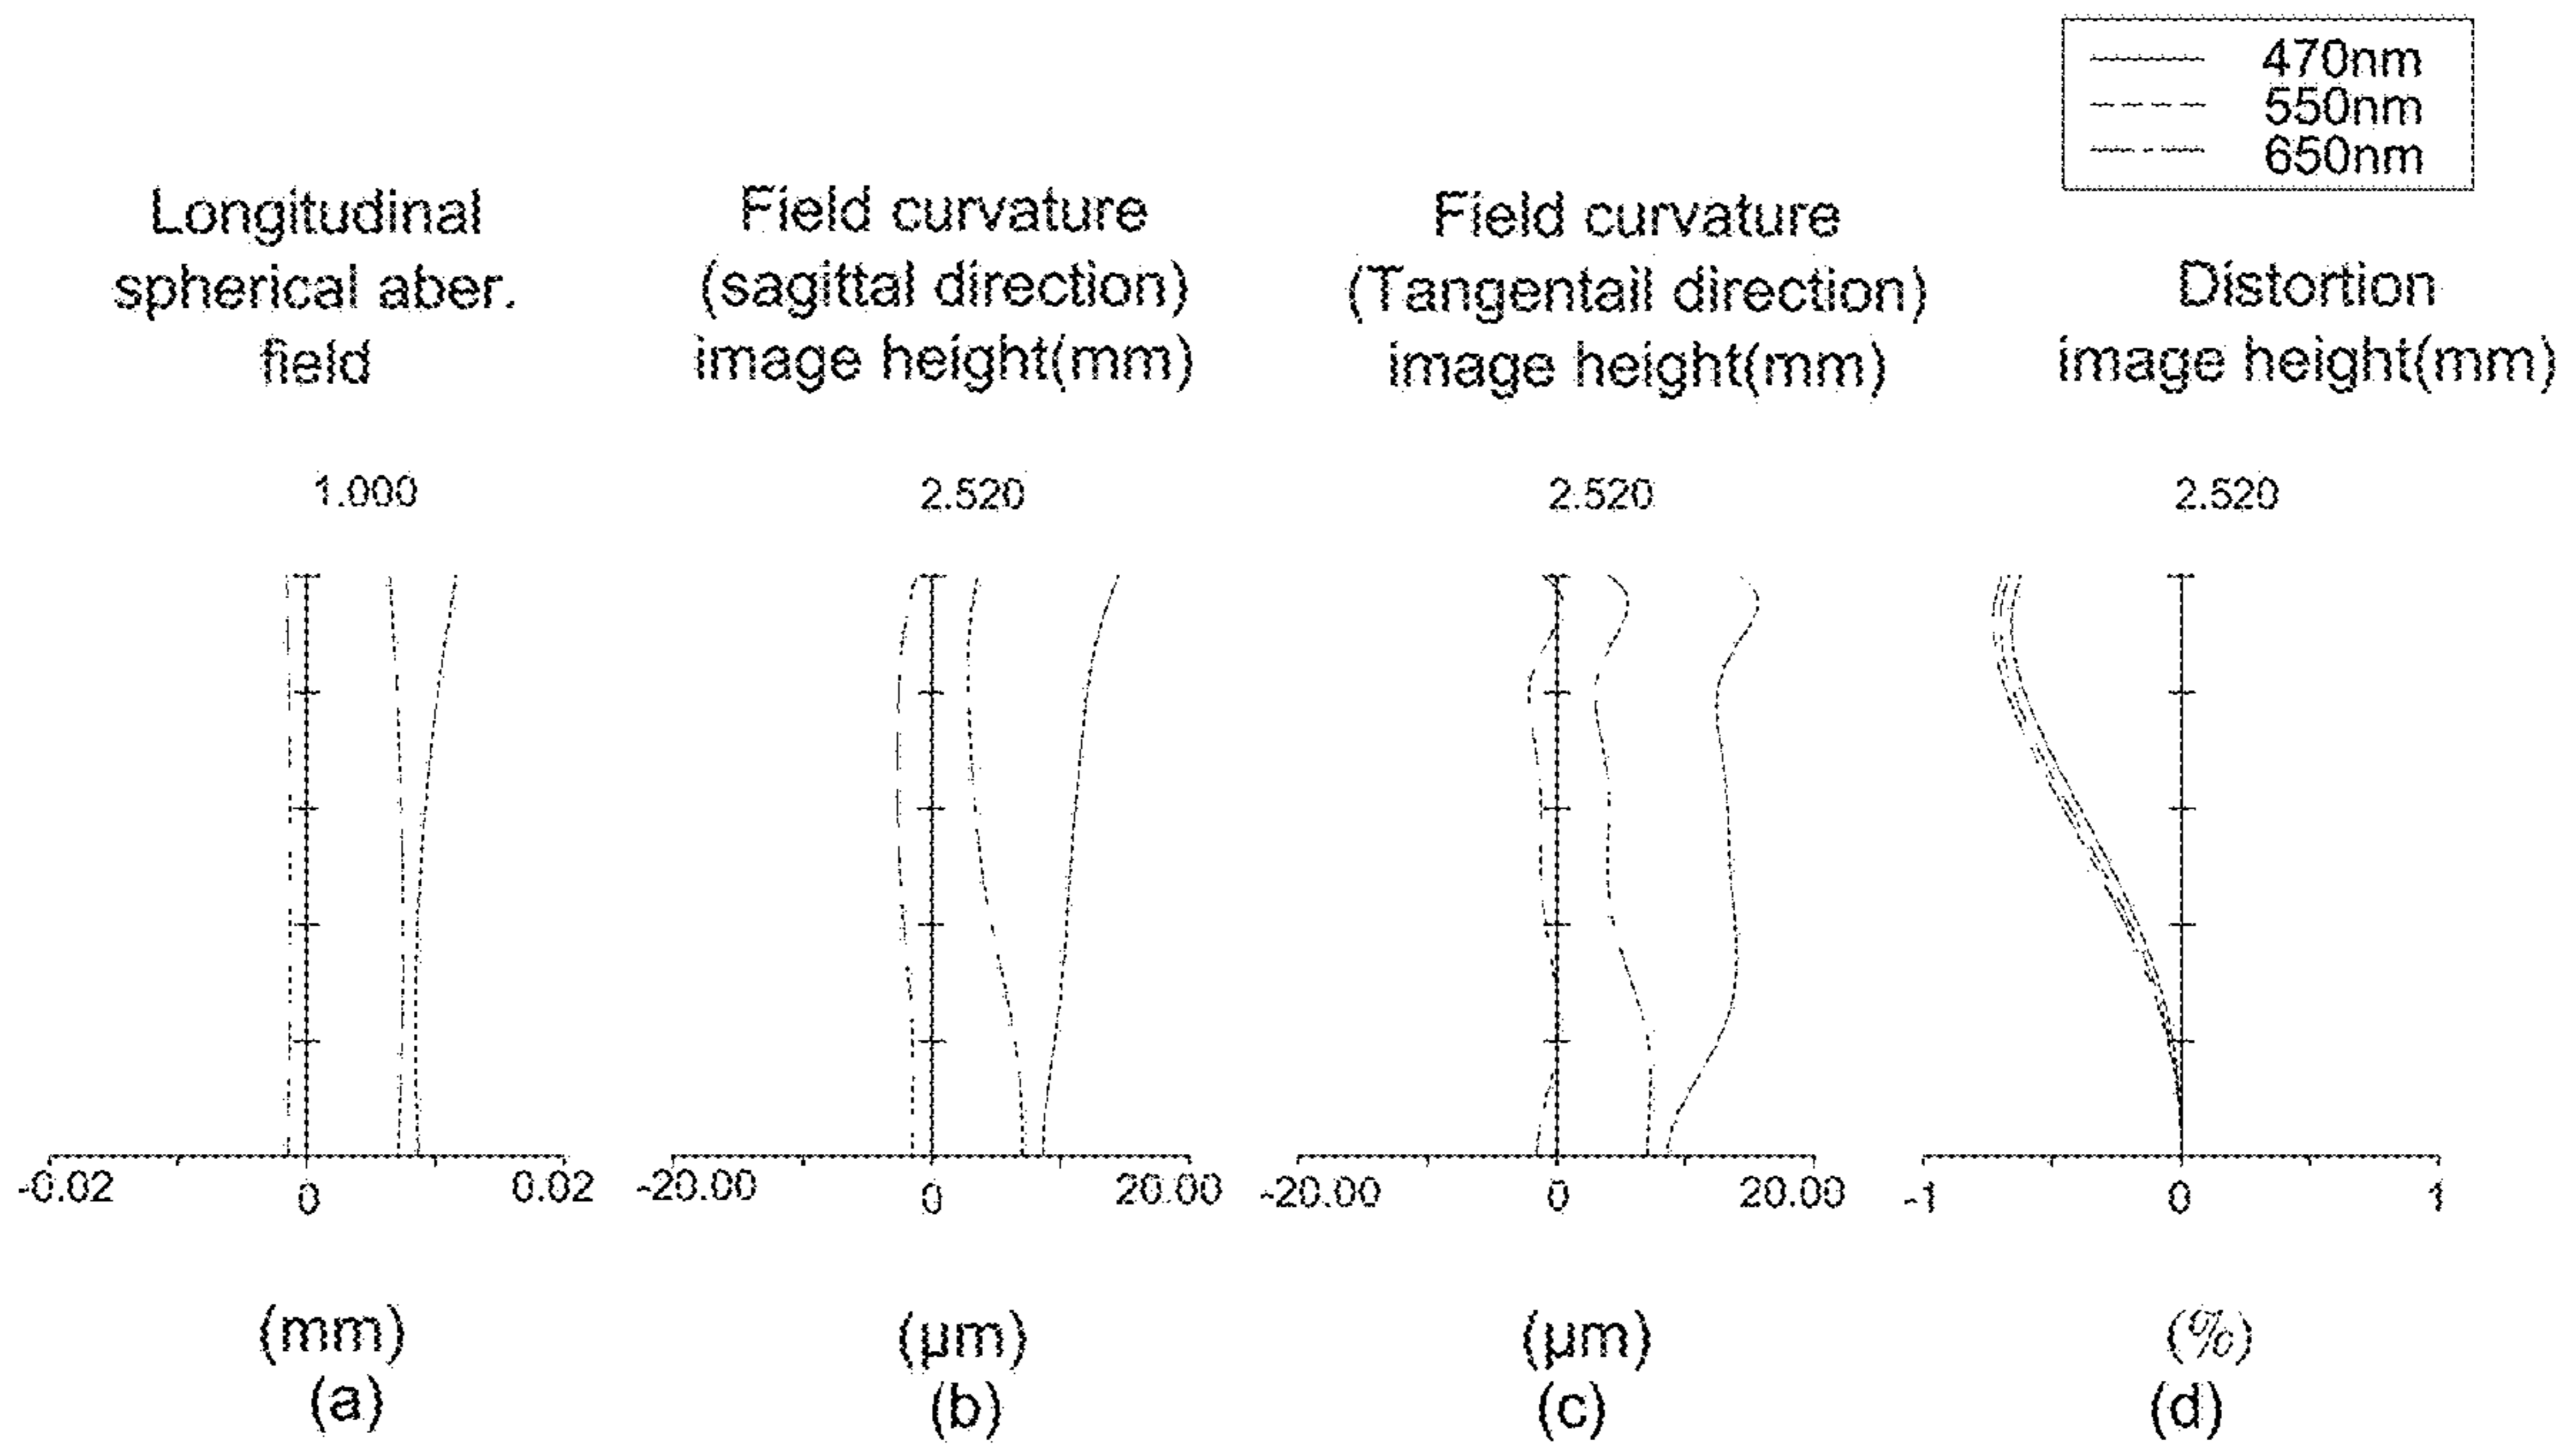 470nm
550nm
650nm
Longitudinal
spherical aber.
field
Field curvature
(sagittal direction)
image height(mm)
Field curvature
(Tangentail direction)
image height(mm)
Distortion
image height(mm)
1.000
2.520
2.520
2.520
-0.02
0
0.02
-20.00
0
20.00
-20.00
0
20.00
-1
0
1
(mm)
(µm)
(µm)
(%)
(a)
(b)
(c)
(d)